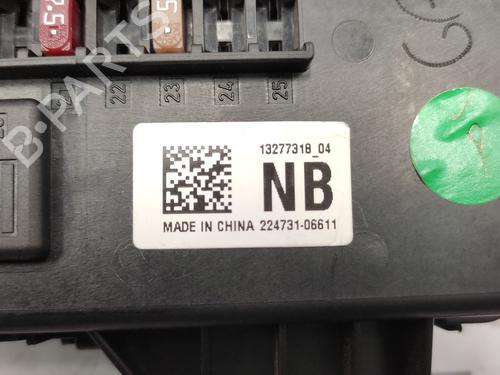 22 23 24 25
13277318_04
NB
MADE IN CHINA 224731-06611
B-PARTS